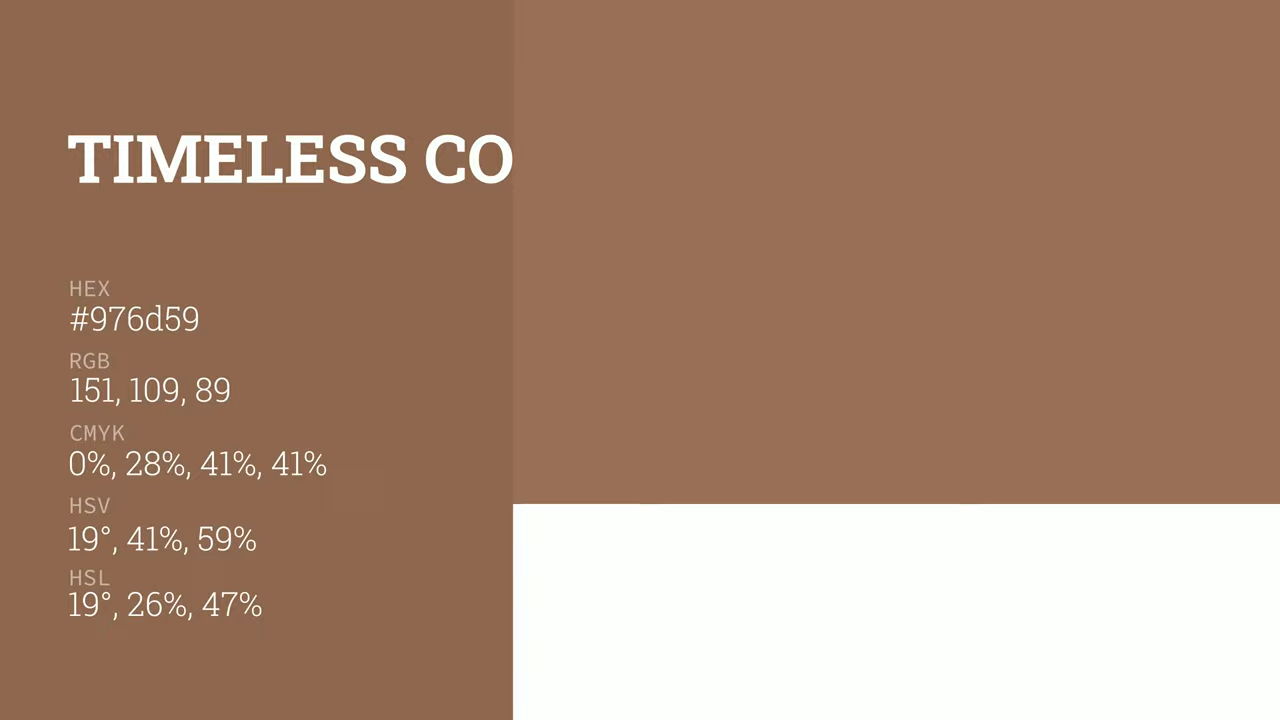 TIMELESS CO
HEX
#976d59
RGB
151, 109, 89
CMYK
0%, 28%, 41%, 41%
HSV
19°, 41%, 59%
HSL
19°, 26%, 47%